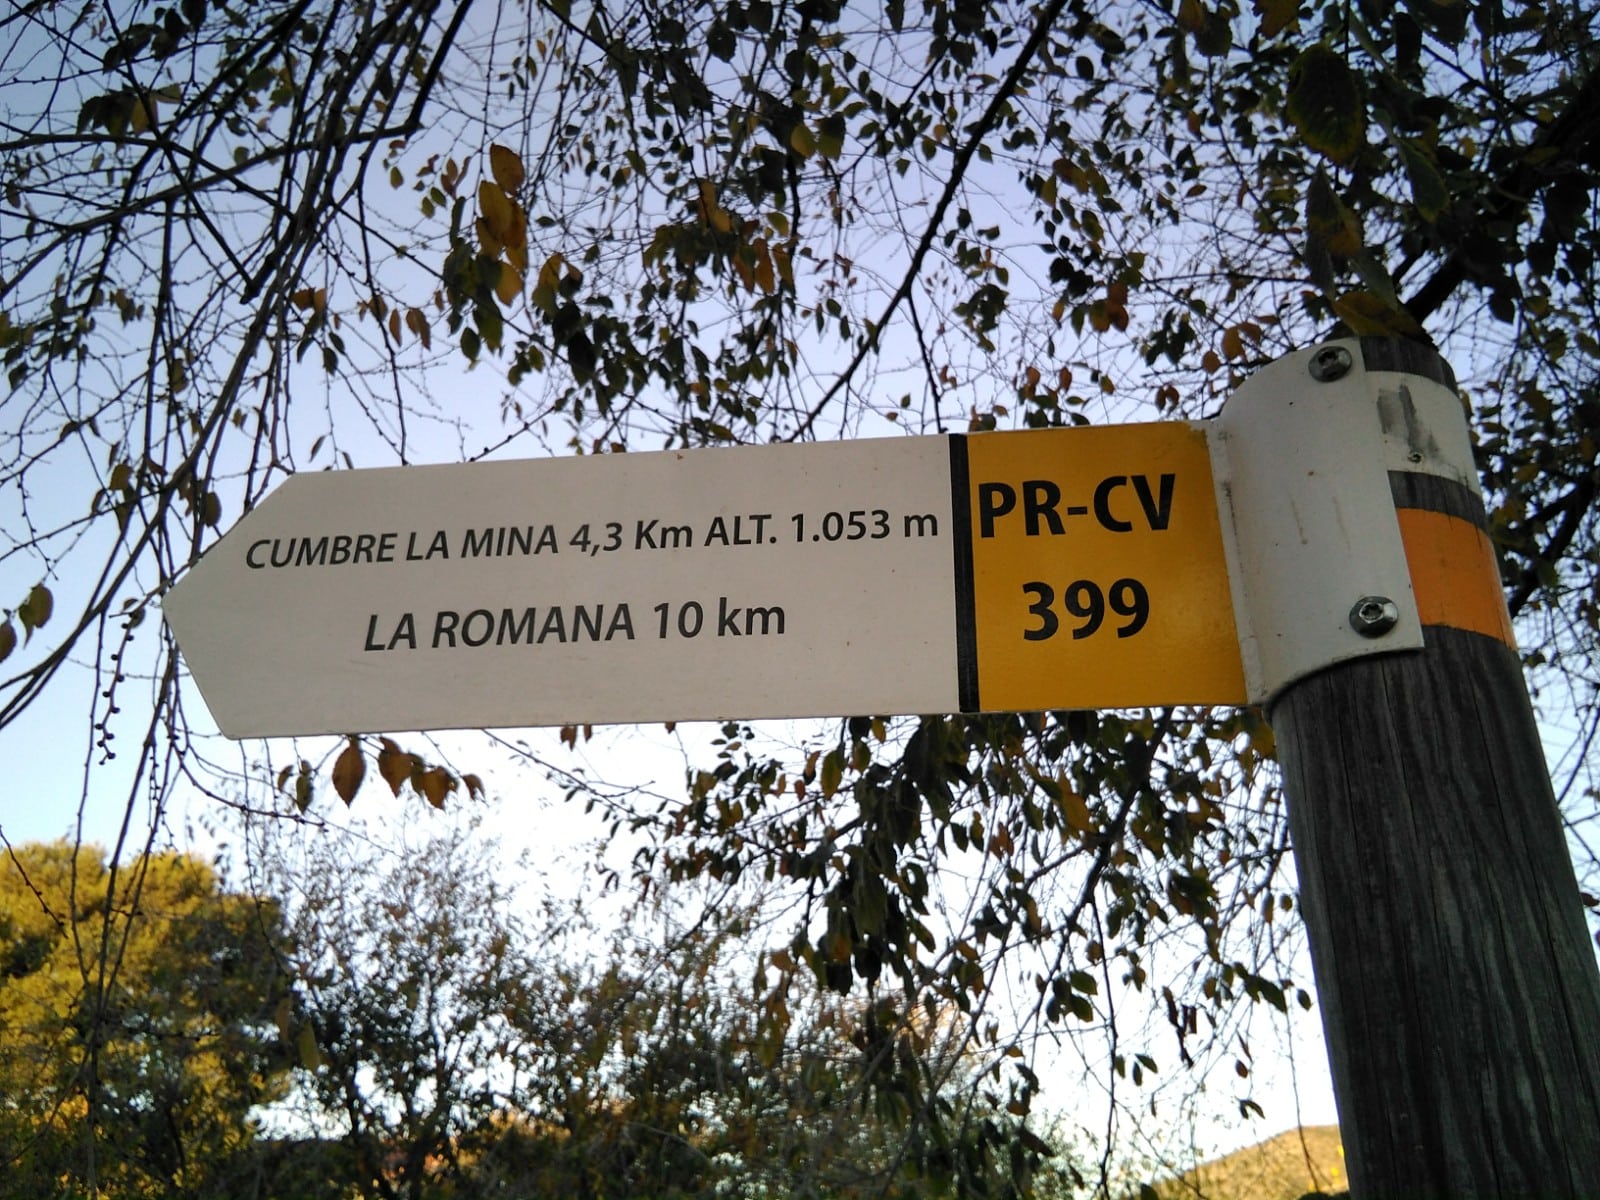 CUMBRE LA MINA 4,3 Km ALT. 1.053 m
LA ROMANA 10 km
PR-CV
399